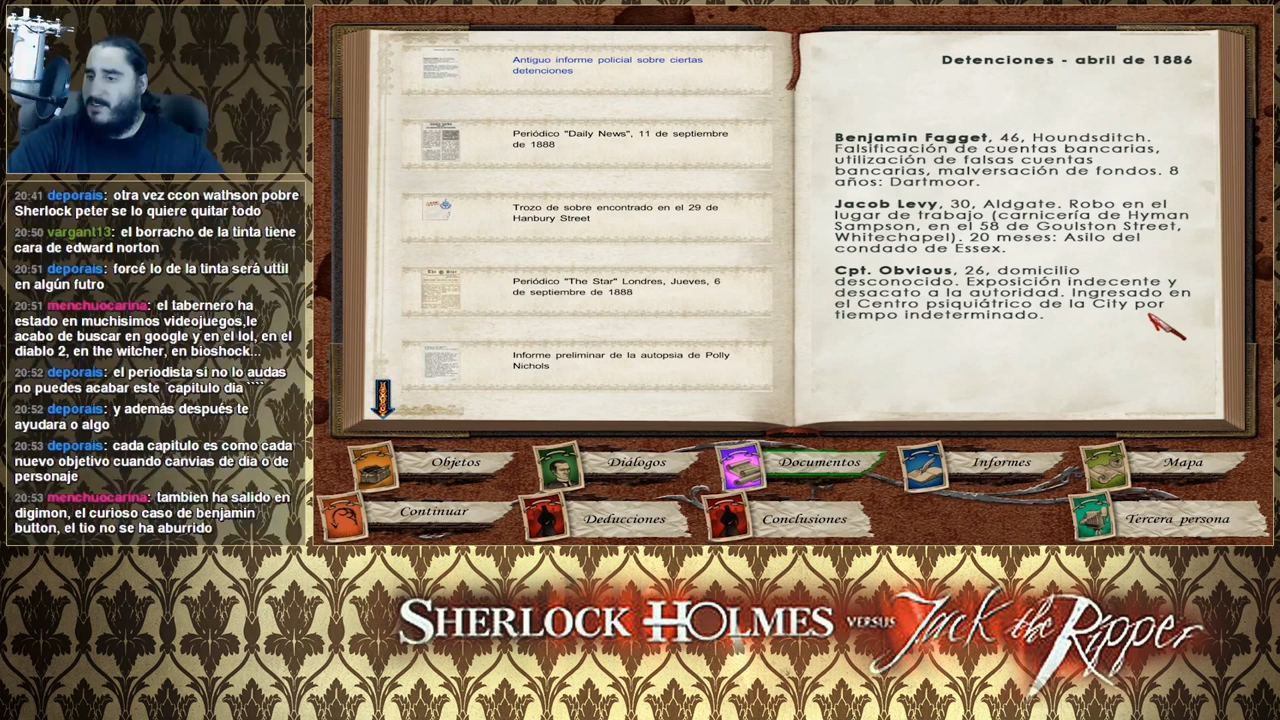 20:41 deporais: otra vez ccon wathson pobre
Sherlock peter se lo quiere quitar todo
20:50 vargant13: el borracho de la tinta tiene
cara de edward norton
20:51 deporais: forcé lo de la tinta será uttil
en algún futro
20:51 menchuocarina: el tabernero ha
estado en muchisimos videojuegos,le
acabo de buscar en google y en el lol, en el
diablo 2, en the witcher, en bioshock...
20:52 deporais: el periodista si no lo audas
no puedes acabar este `capitulo dia ````
20:52 deporais: y además después te
ayudara o algo
20:53 deporais: cada capitulo es como cada
nuevo objetivo cuando canvias de dia o de
personaje
20:53 menchuocarina: tambien ha salido en
digimon, el curioso caso de benjamin
button, el tio no se ha aburrido
Antiguo informe policial sobre ciertas
detenciones
Periódico "Daily News", 11 de septiembre
de 1888
Trozo de sobre encontrado en el 29 de
Hanbury Street
Periódico "The Star" Londres, Jueves, 6
de septiembre de 1888
Informe preliminar de la autopsia de Polly
Nichols
Detenciones - abril de 1886
Benjamin Fagget, 46, Houndsditch.
Falsificación de cuentas bancarias,
utilización de falsas cuentas
bancarias, malversación de fondos. 8
años: Dartmoor.
Jacob Levy, 30, Aldgate. Robo en el
lugar de trabajo (carnicería de Hyman
Sampson, en el 58 de Goulston Street,
Whitechapel). 20 meses: Asilo del
condado de Essex.
Cpt. Obvious, 26, domicilio
desconocido. Exposición indecente y
desacato a la autoridad. Ingresado en
el Centro psiquiátrico de la City por
tiempo indeterminado.
Objetos
Diálogos
Documentos
Informes
Mapa
Continuar
Deducciones
Conclusiones
Tercera persona
SHERLOCK HOLMES VERSUS Jack the Ripper